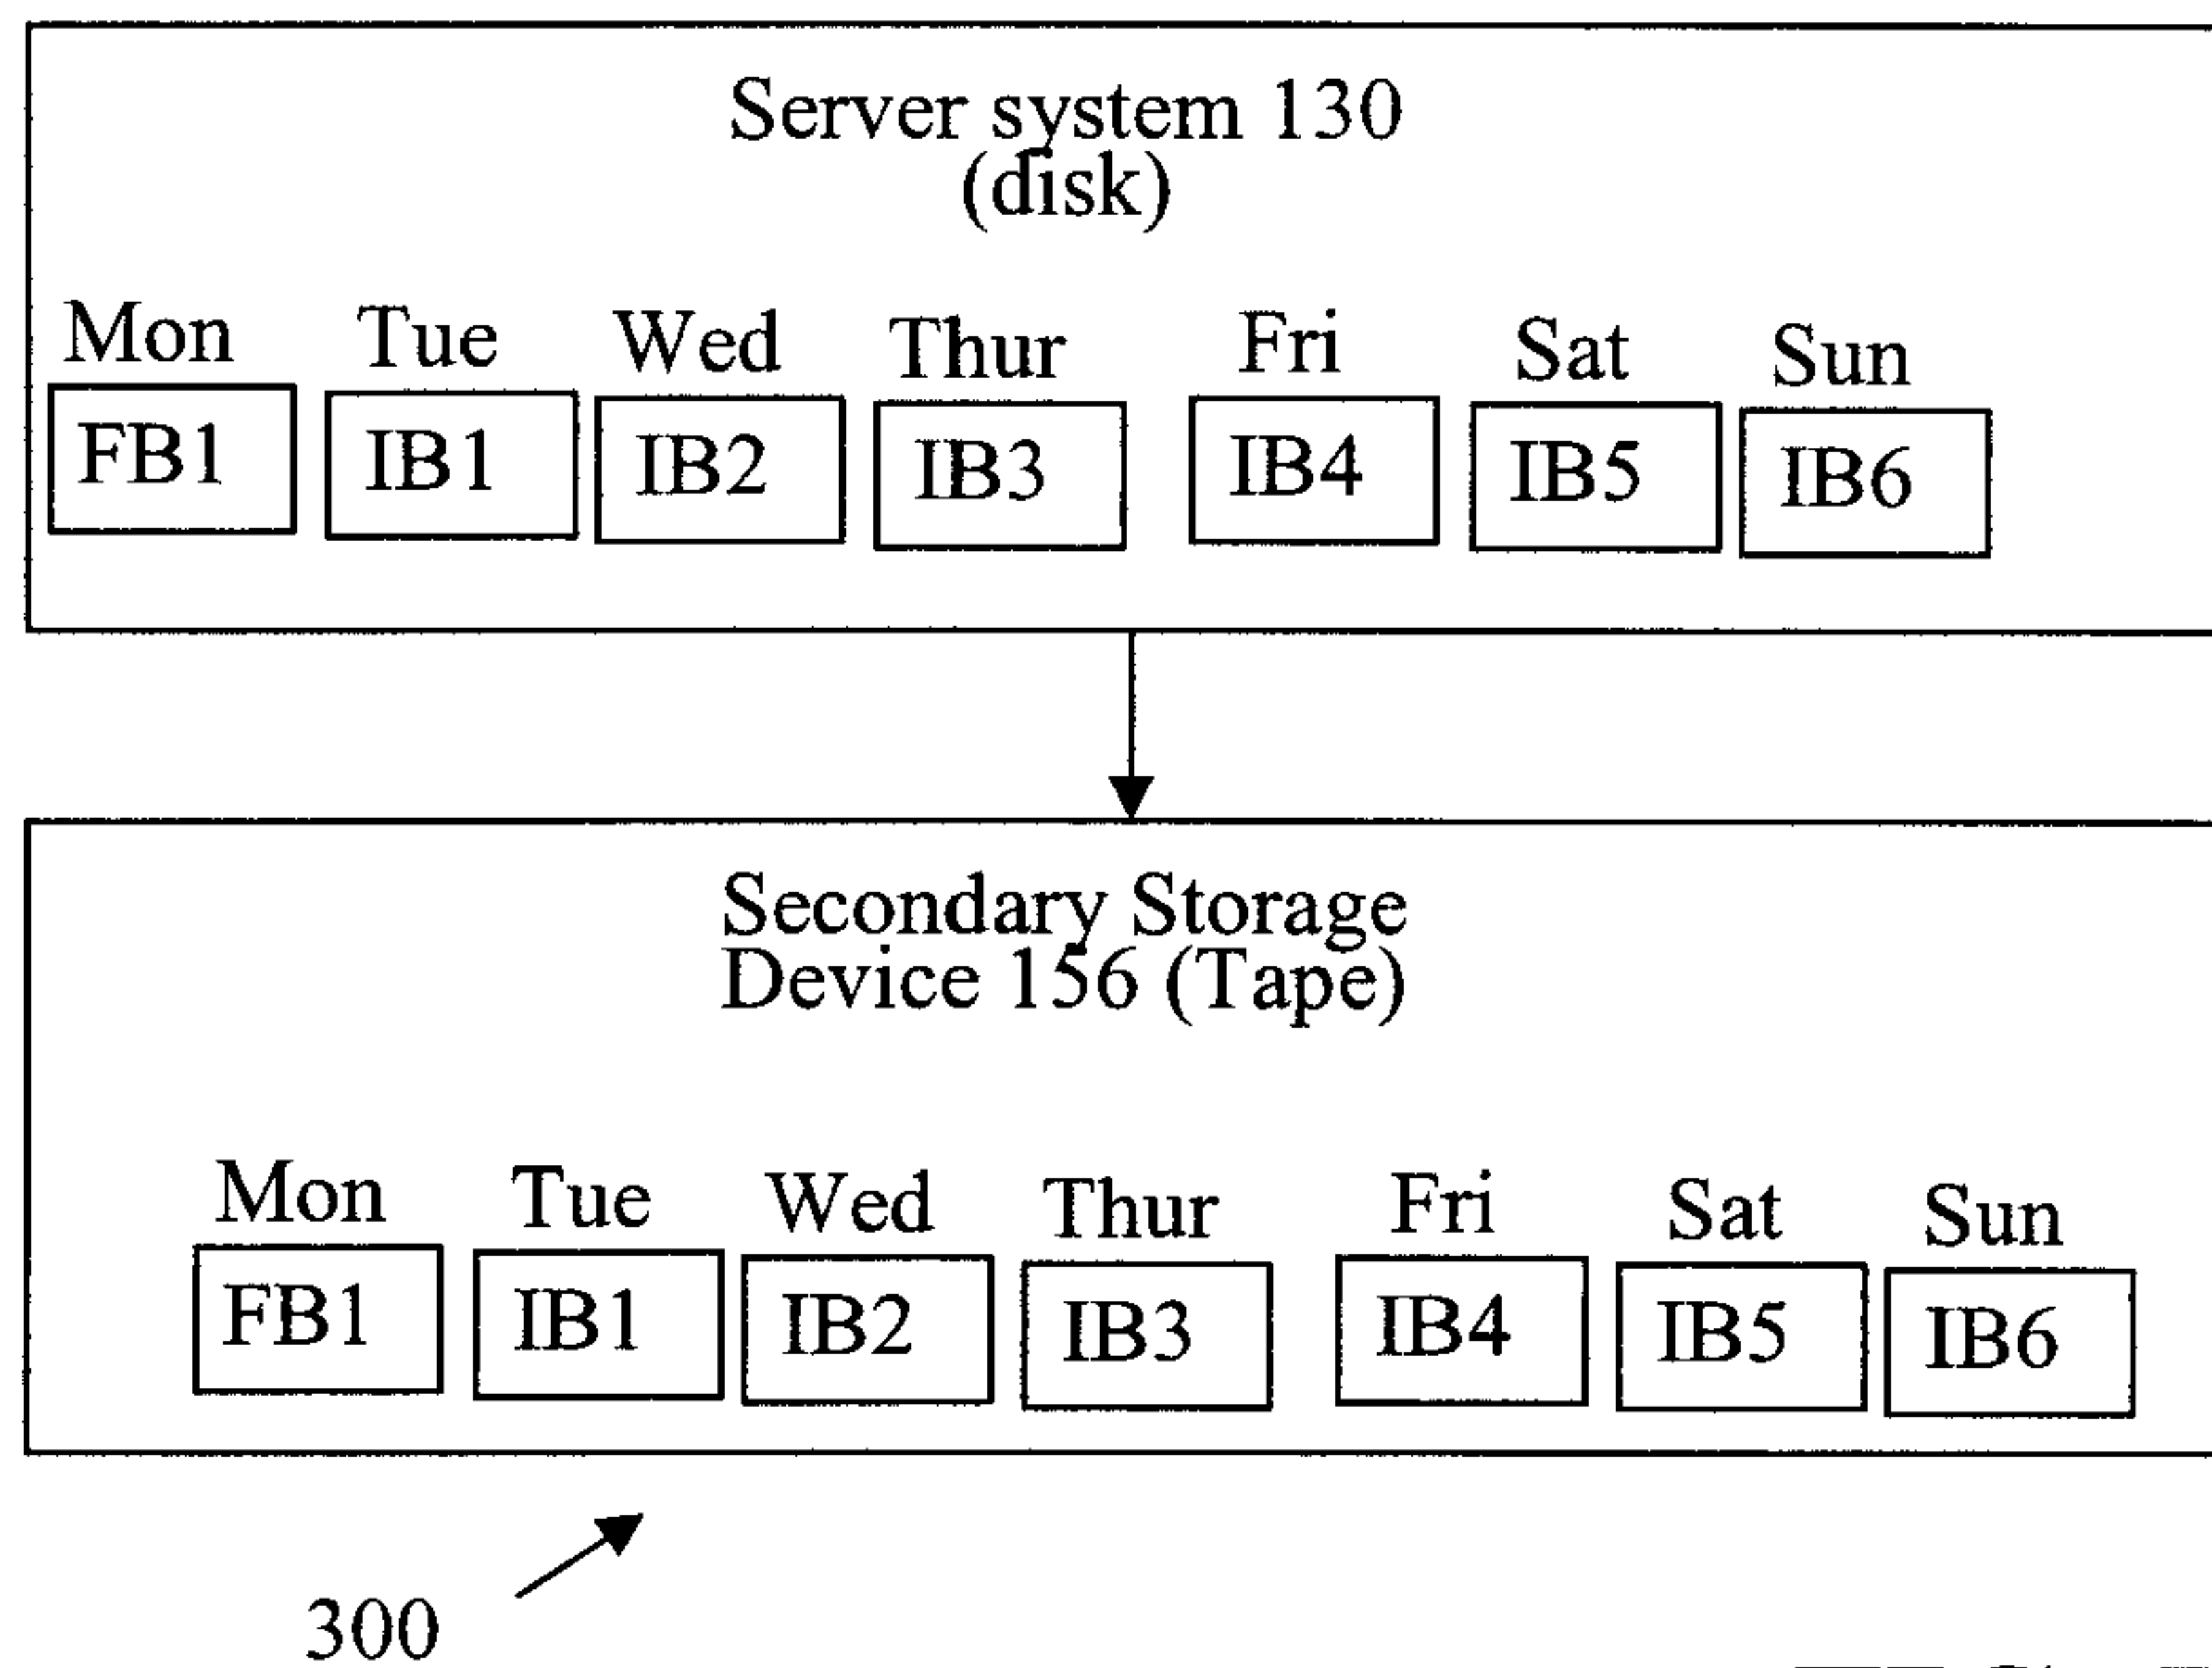 Server system 130
(disk)
Mon Tue Wed Thur Fri Sat Sun
FB1 IB1 IB2 IB3 IB4 IB5 IB6
Secondary Storage
Device 156 (Tape)
Mon Tue Wed Thur Fri Sat Sun
FB1 IB1 IB2 IB3 IB4 IB5 IB6
300